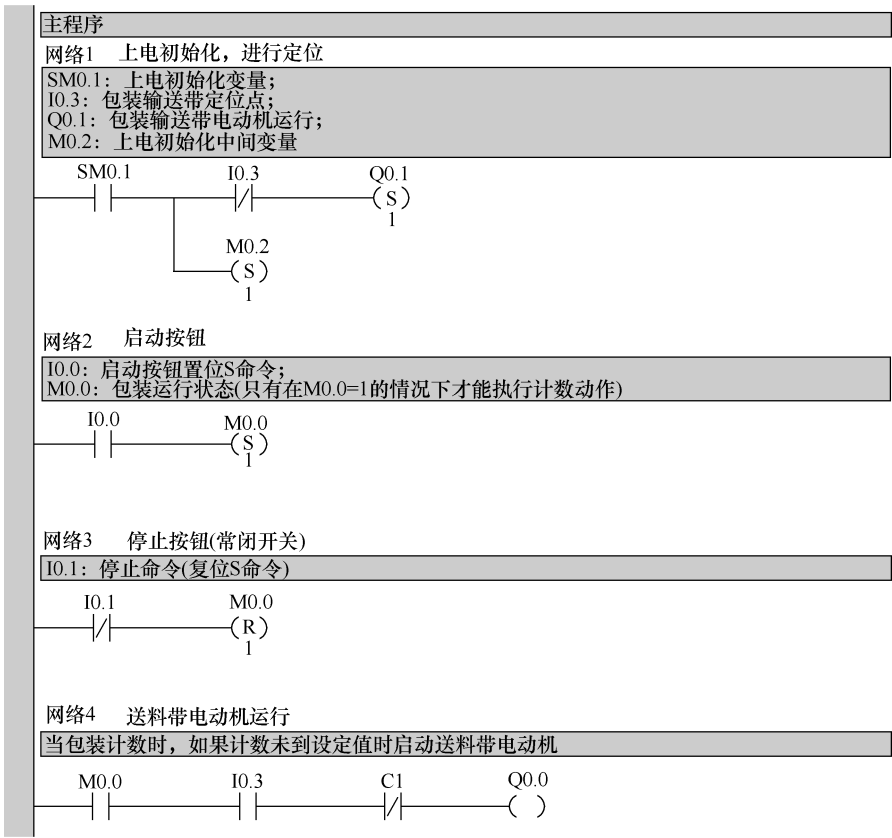 主程序
网络1 上电初始化，进行定位
SM0.1：上电初始化变量；
I0.3：包装输送带定位点；
Q0.1：包装输送带电动机运行；
M0.2：上电初始化中间变量
SM0.1 I0.3 Q0.1
S
1
M0.2
S
1
网络2 启动按钮
I0.0：启动按钮置位S命令；
M0.0：包装运行状态(只有在M0.0=1的情况下才能执行计数动作)
I0.0 M0.0
S
1
网络3 停止按钮(常闭开关)
I0.1：停止命令(复位S命令)
I0.1 M0.0
R
1
网络4 送料带电动机运行
当包装计数时，如果计数未到设定值时启动送料带电动机
M0.0 I0.3 C1 Q0.0